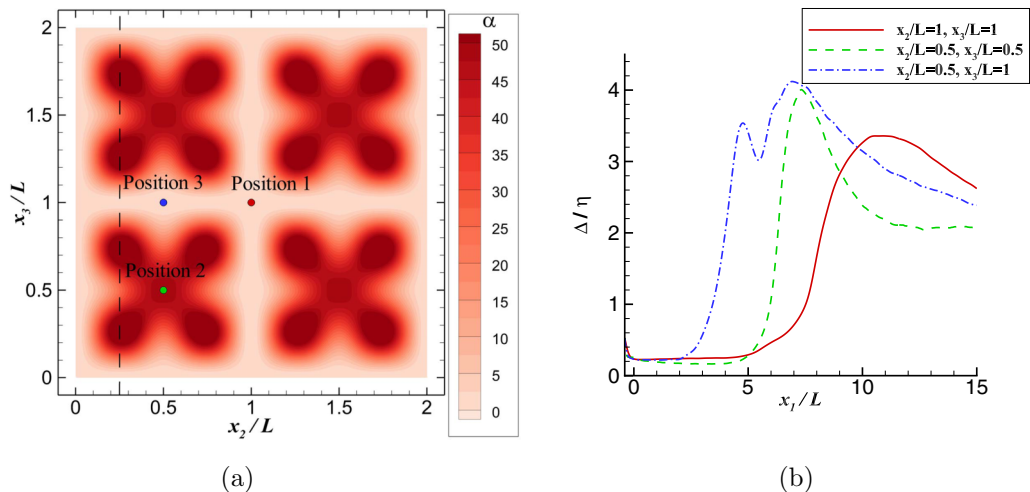 α
50
45
40
35
30
25
20
15
10
5
0
2
1.5
1
0.5
0
x3/L
Position 3
Position 1
Position 2
0
0.5
1
1.5
2
x2/L
(a)
x2/L=1, x3/L=1
x2/L=0.5, x3/L=0.5
x2/L=0.5, x3/L=1
4
3
2
1
0
Δ/η
0
5
10
15
x1/L
(b)